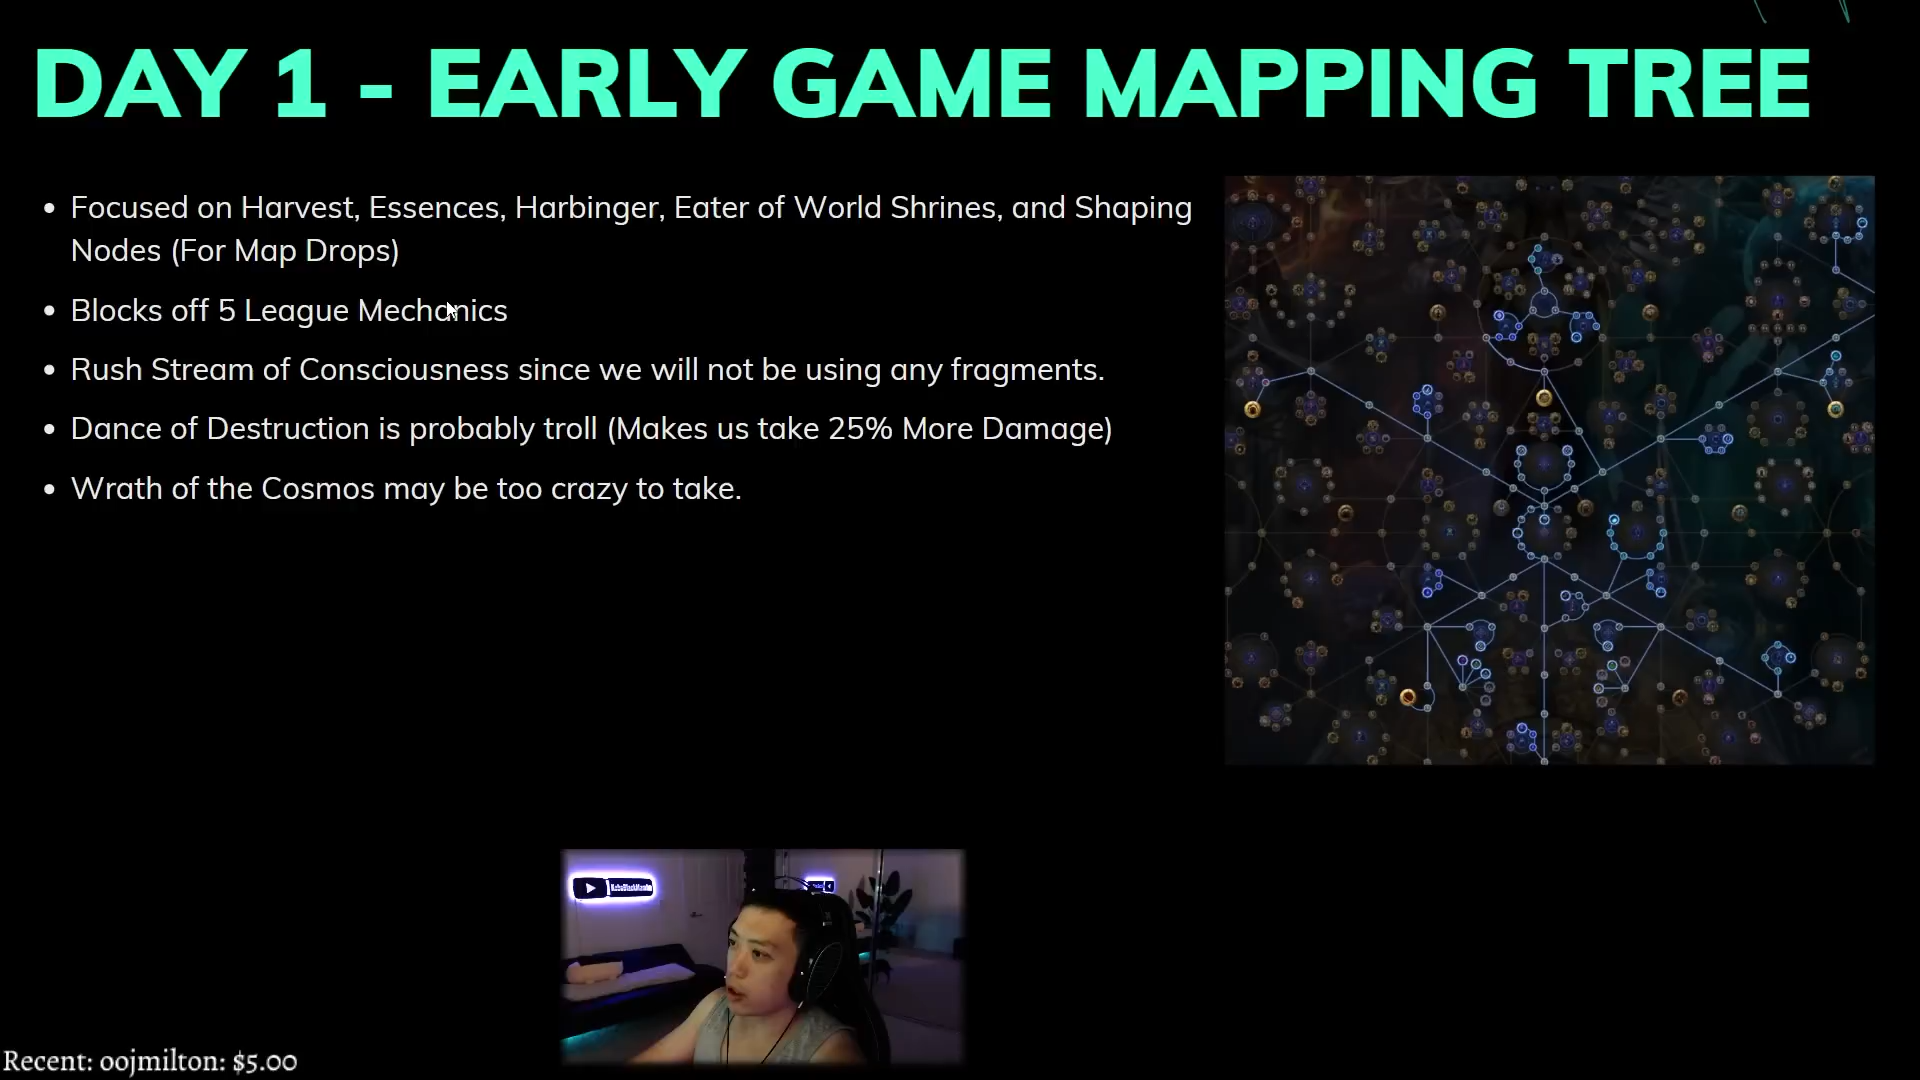 DAY 1 - EARLY GAME MAPPING TREE
• Focused on Harvest, Essences, Harbinger, Eater of World Shrines, and Shaping
Nodes (For Map Drops)
• Blocks off 5 League Mechanics
• Rush Stream of Consciousness since we will not be using any fragments.
• Dance of Destruction is probably troll (Makes us take 25% More Damage)
• Wrath of the Cosmos may be too crazy to take.
Recent: oojmilton: $5.00